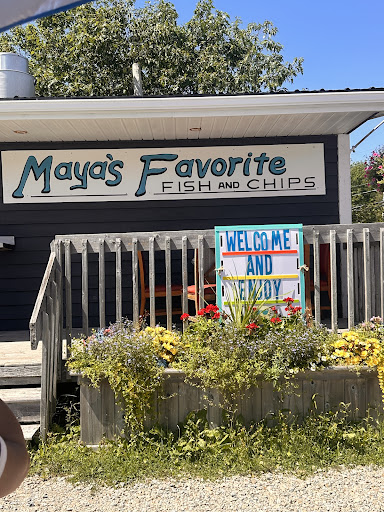 Maya's Favorite
FISH AND CHIPS
WELCOME
AND
ENJOY